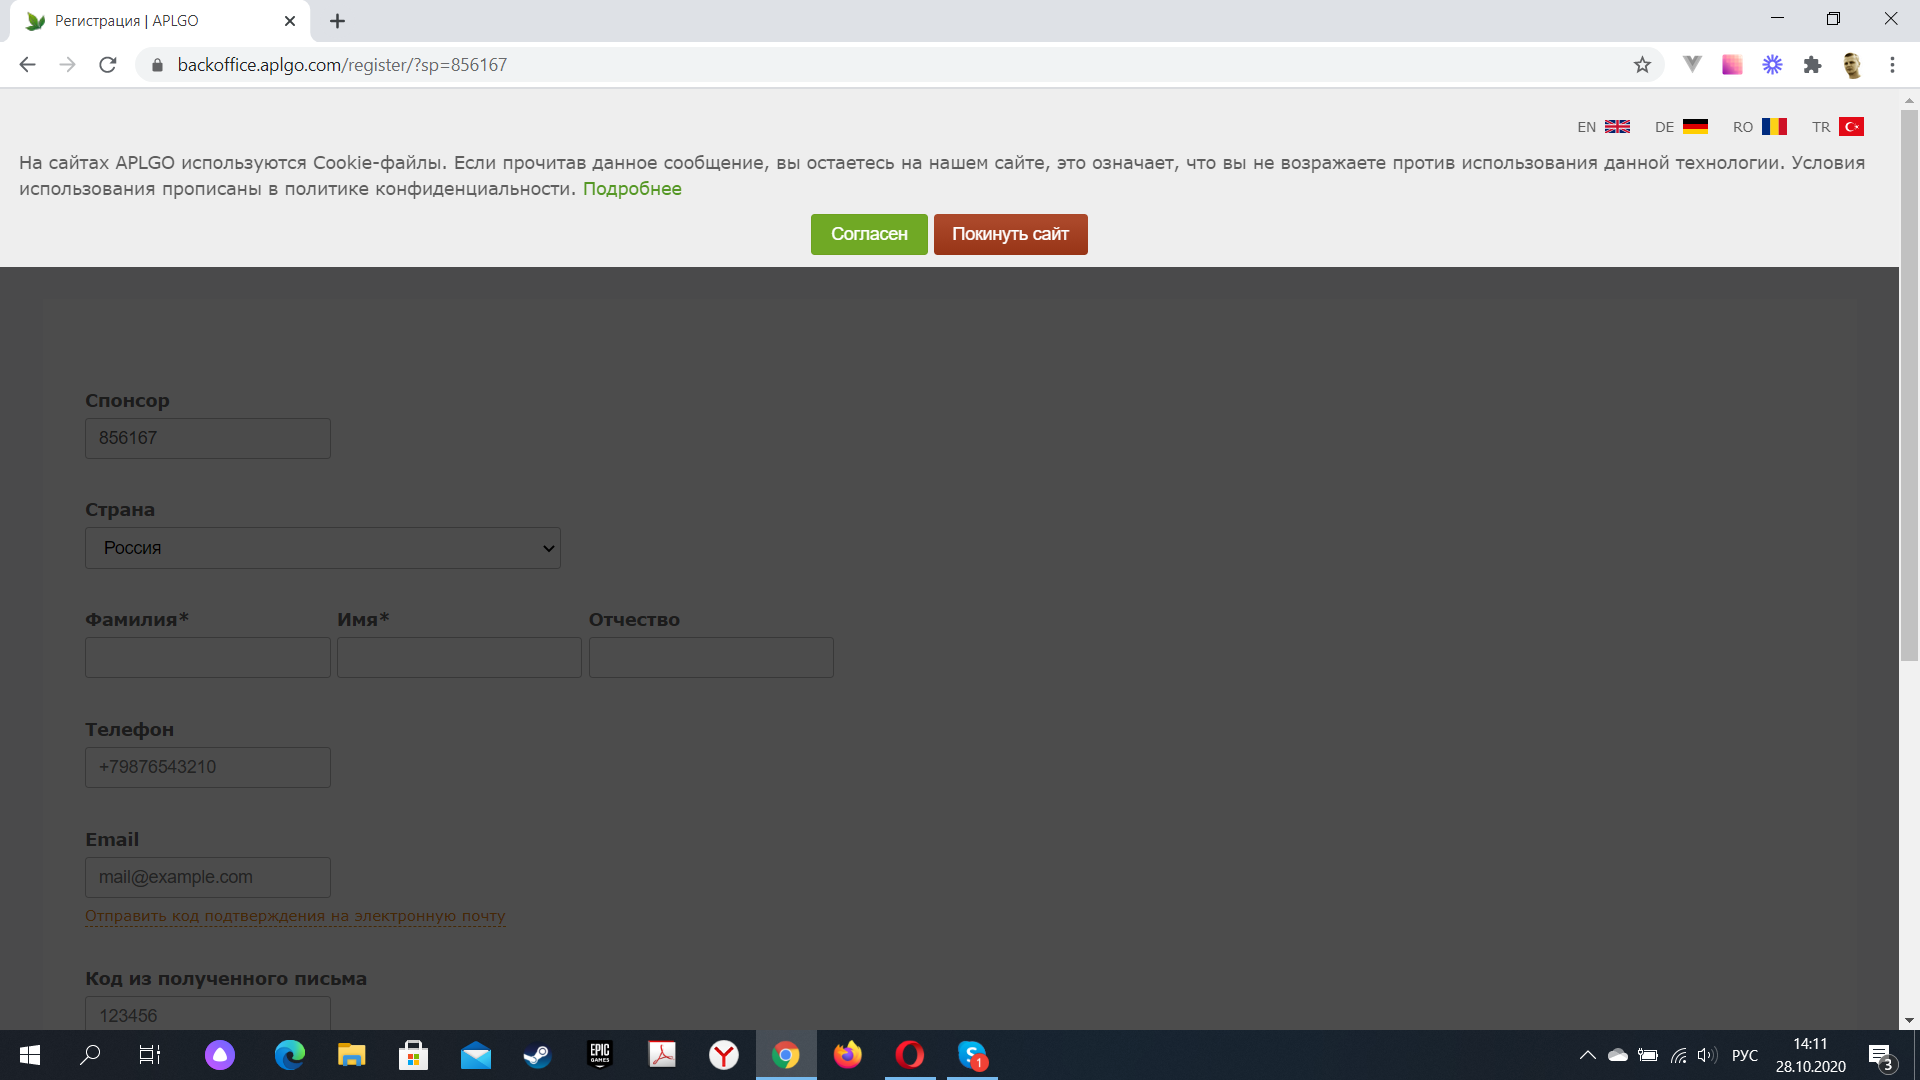 Регистрация | APLGO
backoffice.aplgo.com/register/?sp=856167
EN DE RO TR
На сайтах APLGO используются Cookie-файлы. Если прочитав данное сообщение, вы остаетесь на нашем сайте, это означает, что вы не возражаете против использования данной технологии. Условия
использования прописаны в политике конфиденциальности. Подробнее
Согласен Покинуть сайт
Спонсор
856167
Страна
Россия
Фамилия* Имя* Отчество
Телефон
+79876543210
Email
mail@example.com
Отправить код подтверждения на электронную почту
Код из полученного письма
123456
EPIC
GAMES
1
РУС
14:11
28.10.2020
3